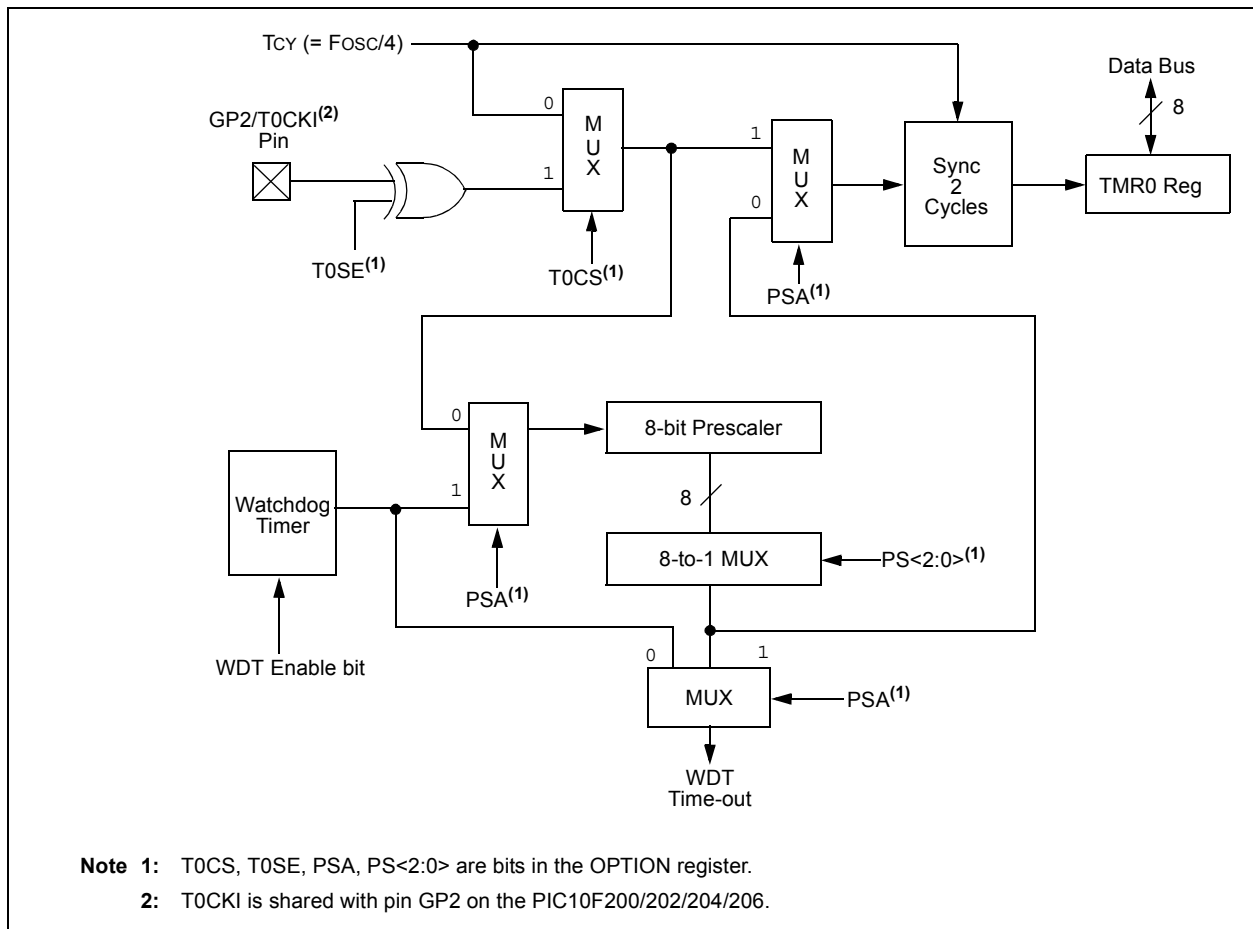 TCY (= FOSC/4)
Data Bus
8
GP2/T0CKI(2)
Pin
0
1
M
U
X
1
0
M
U
X
Sync
2
Cycles
TMR0 Reg
T0SE(1)
T0CS(1)
PSA(1)
0
1
M
U
X
8-bit Prescaler
Watchdog
Timer
8
8-to-1 MUX
PS<2:0>(1)
PSA(1)
WDT Enable bit
0
1
MUX
PSA(1)
WDT
Time-out
Note 1: T0CS, T0SE, PSA, PS<2:0> are bits in the OPTION register.
2: T0CKI is shared with pin GP2 on the PIC10F200/202/204/206.